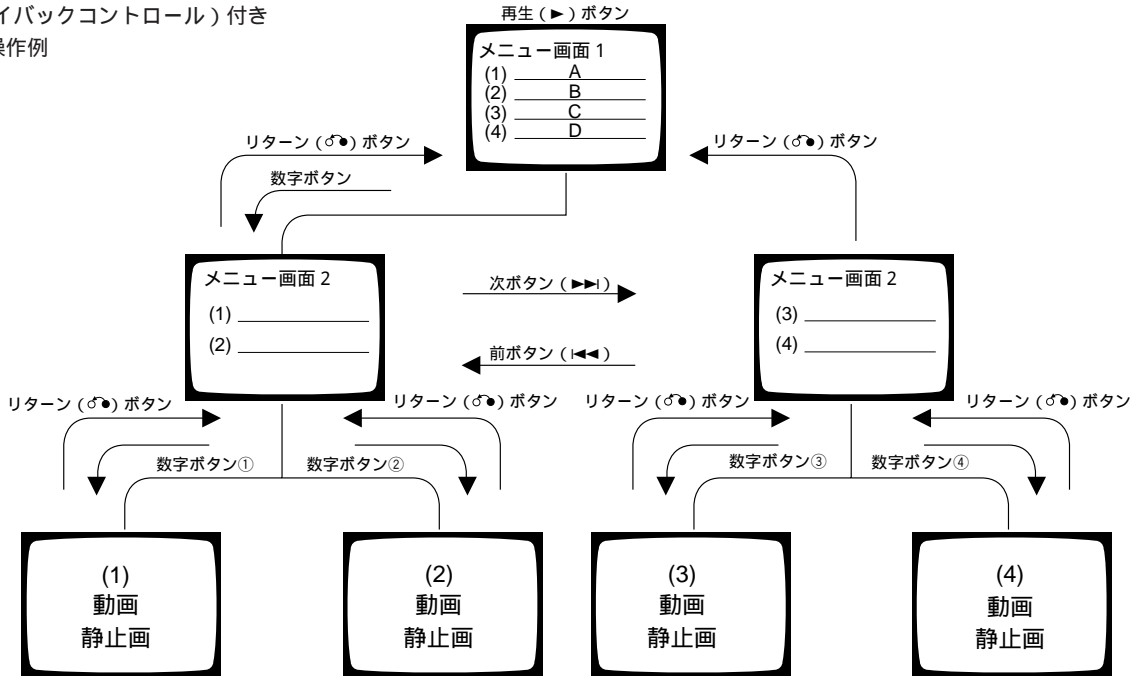 イバックコントロール）付き
操作例
再生（►）ボタン
メニュー画面 1
(1) A
(2) B
(3) C
(4) D
リターン（）ボタン
リターン（）ボタン
数字ボタン
メニュー画面 2
(1)
(2)
次ボタン（►►I）
前ボタン（I◄◄）
メニュー画面 2
(3)
(4)
リターン（）ボタン
リターン（）ボタン
リターン（）ボタン
リターン（）ボタン
数字ボタン①
数字ボタン②
数字ボタン③
数字ボタン④
(1)
動画
静止画
(2)
動画
静止画
(3)
動画
静止画
(4)
動画
静止画